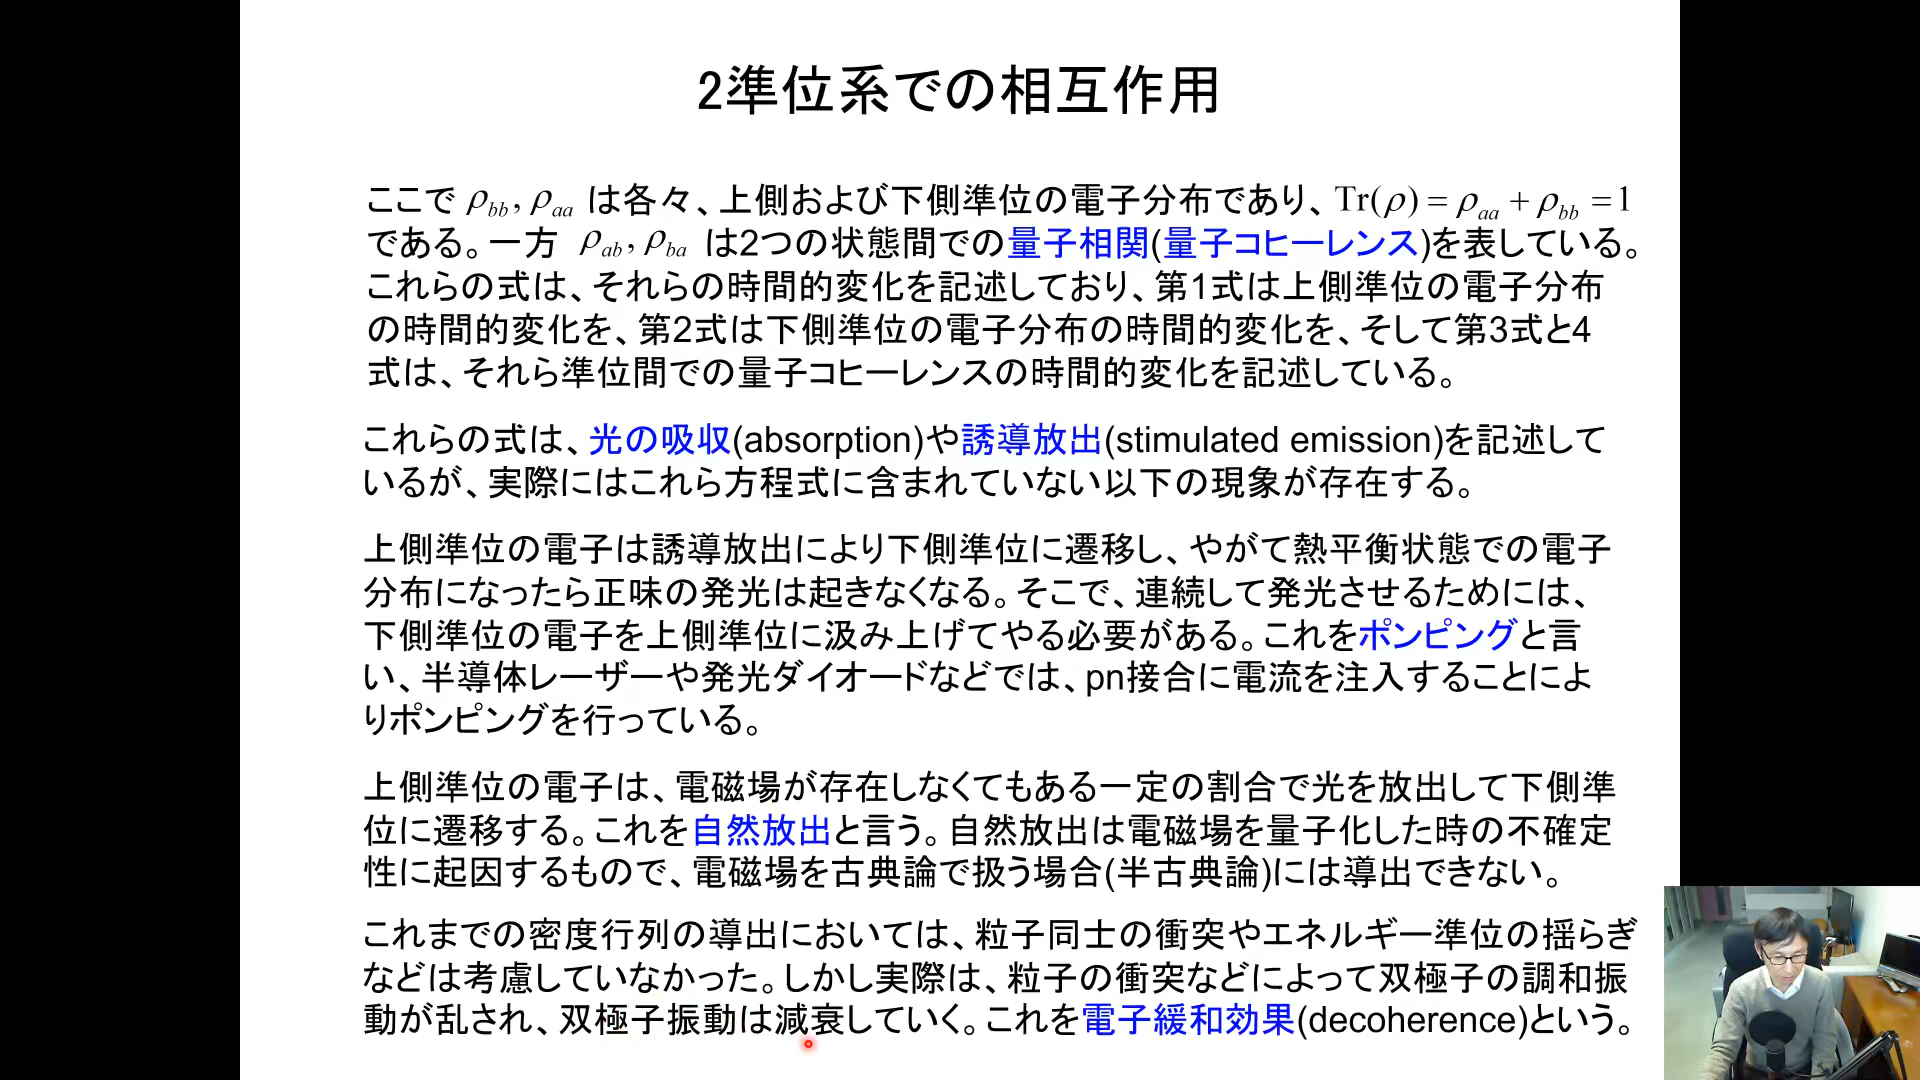 2準位系での相互作用
ここで ρbb, ρaa は各々、上側および下側準位の電子分布であり、Tr(ρ) = ρaa + ρbb = 1
である。一方 ρab, ρba は2つの状態間での量子相関(量子コヒーレンス)を表している。
これらの式は、それらの時間的変化を記述しており、第1式は上側準位の電子分布
の時間的変化を、第2式は下側準位の電子分布の時間的変化を、そして第3式と4
式は、それら準位間での量子コヒーレンスの時間的変化を記述している。
これらの式は、光の吸収(absorption)や誘導放出(stimulated emission)を記述して
いるが、実際にはこれら方程式に含まれていない以下の現象が存在する。
上側準位の電子は誘導放出により下側準位に遷移し、やがて熱平衡状態での電子
分布になったら正味の発光は起きなくなる。そこで、連続して発光させるためには、
下側準位の電子を上側準位に汲み上げてやる必要がある。これをポンピングと言
い、半導体レーザーや発光ダイオードなどでは、pn接合に電流を注入することによ
りポンピングを行っている。
上側準位の電子は、電磁場が存在しなくてもある一定の割合で光を放出して下側準
位に遷移する。これを自然放出と言う。自然放出は電磁場を量子化した時の不確定
性に起因するもので、電磁場を古典論で扱う場合(半古典論)には導出できない。
これまでの密度行列の導出においては、粒子同士の衝突やエネルギー準位の揺らぎ
などは考慮していなかった。しかし実際は、粒子の衝突などによって双極子の調和振
動が乱され、双極子振動は減衰していく。これを電子緩和効果(decoherence)という。